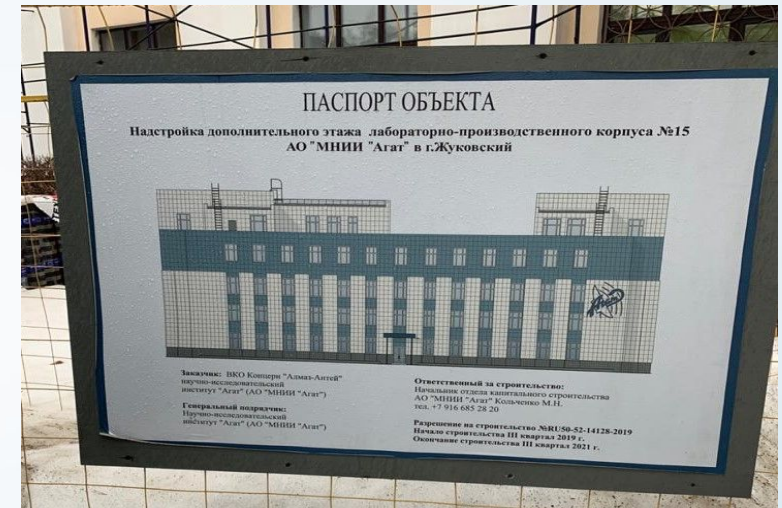 ПАСПОРТ ОБЪЕКТА
Надстройка дополнительного этажа лабораторно-производственного корпуса №15
АО "МНИИ "Агат" в г.Жуковский
Агат
Заказчик: ВКО Концерн "Алмаз-Антей"
научно-исследовательский
институт "Агат" (АО "МНИИ "Агат")
Генеральный подрядчик:
Научно-исследовательский
институт "Агат" (АО "МНИИ "Агат")
Ответственный за строительство:
Начальник отдела капитального строительства
АО "МНИИ "Агат" Кольченко М.Н.
тел. +7 916 685 28 20
Разрешение на строительство №RU50-52-14128-2019
Начало строительства III квартал 2019 г.
Окончание строительства III квартал 2021 г.